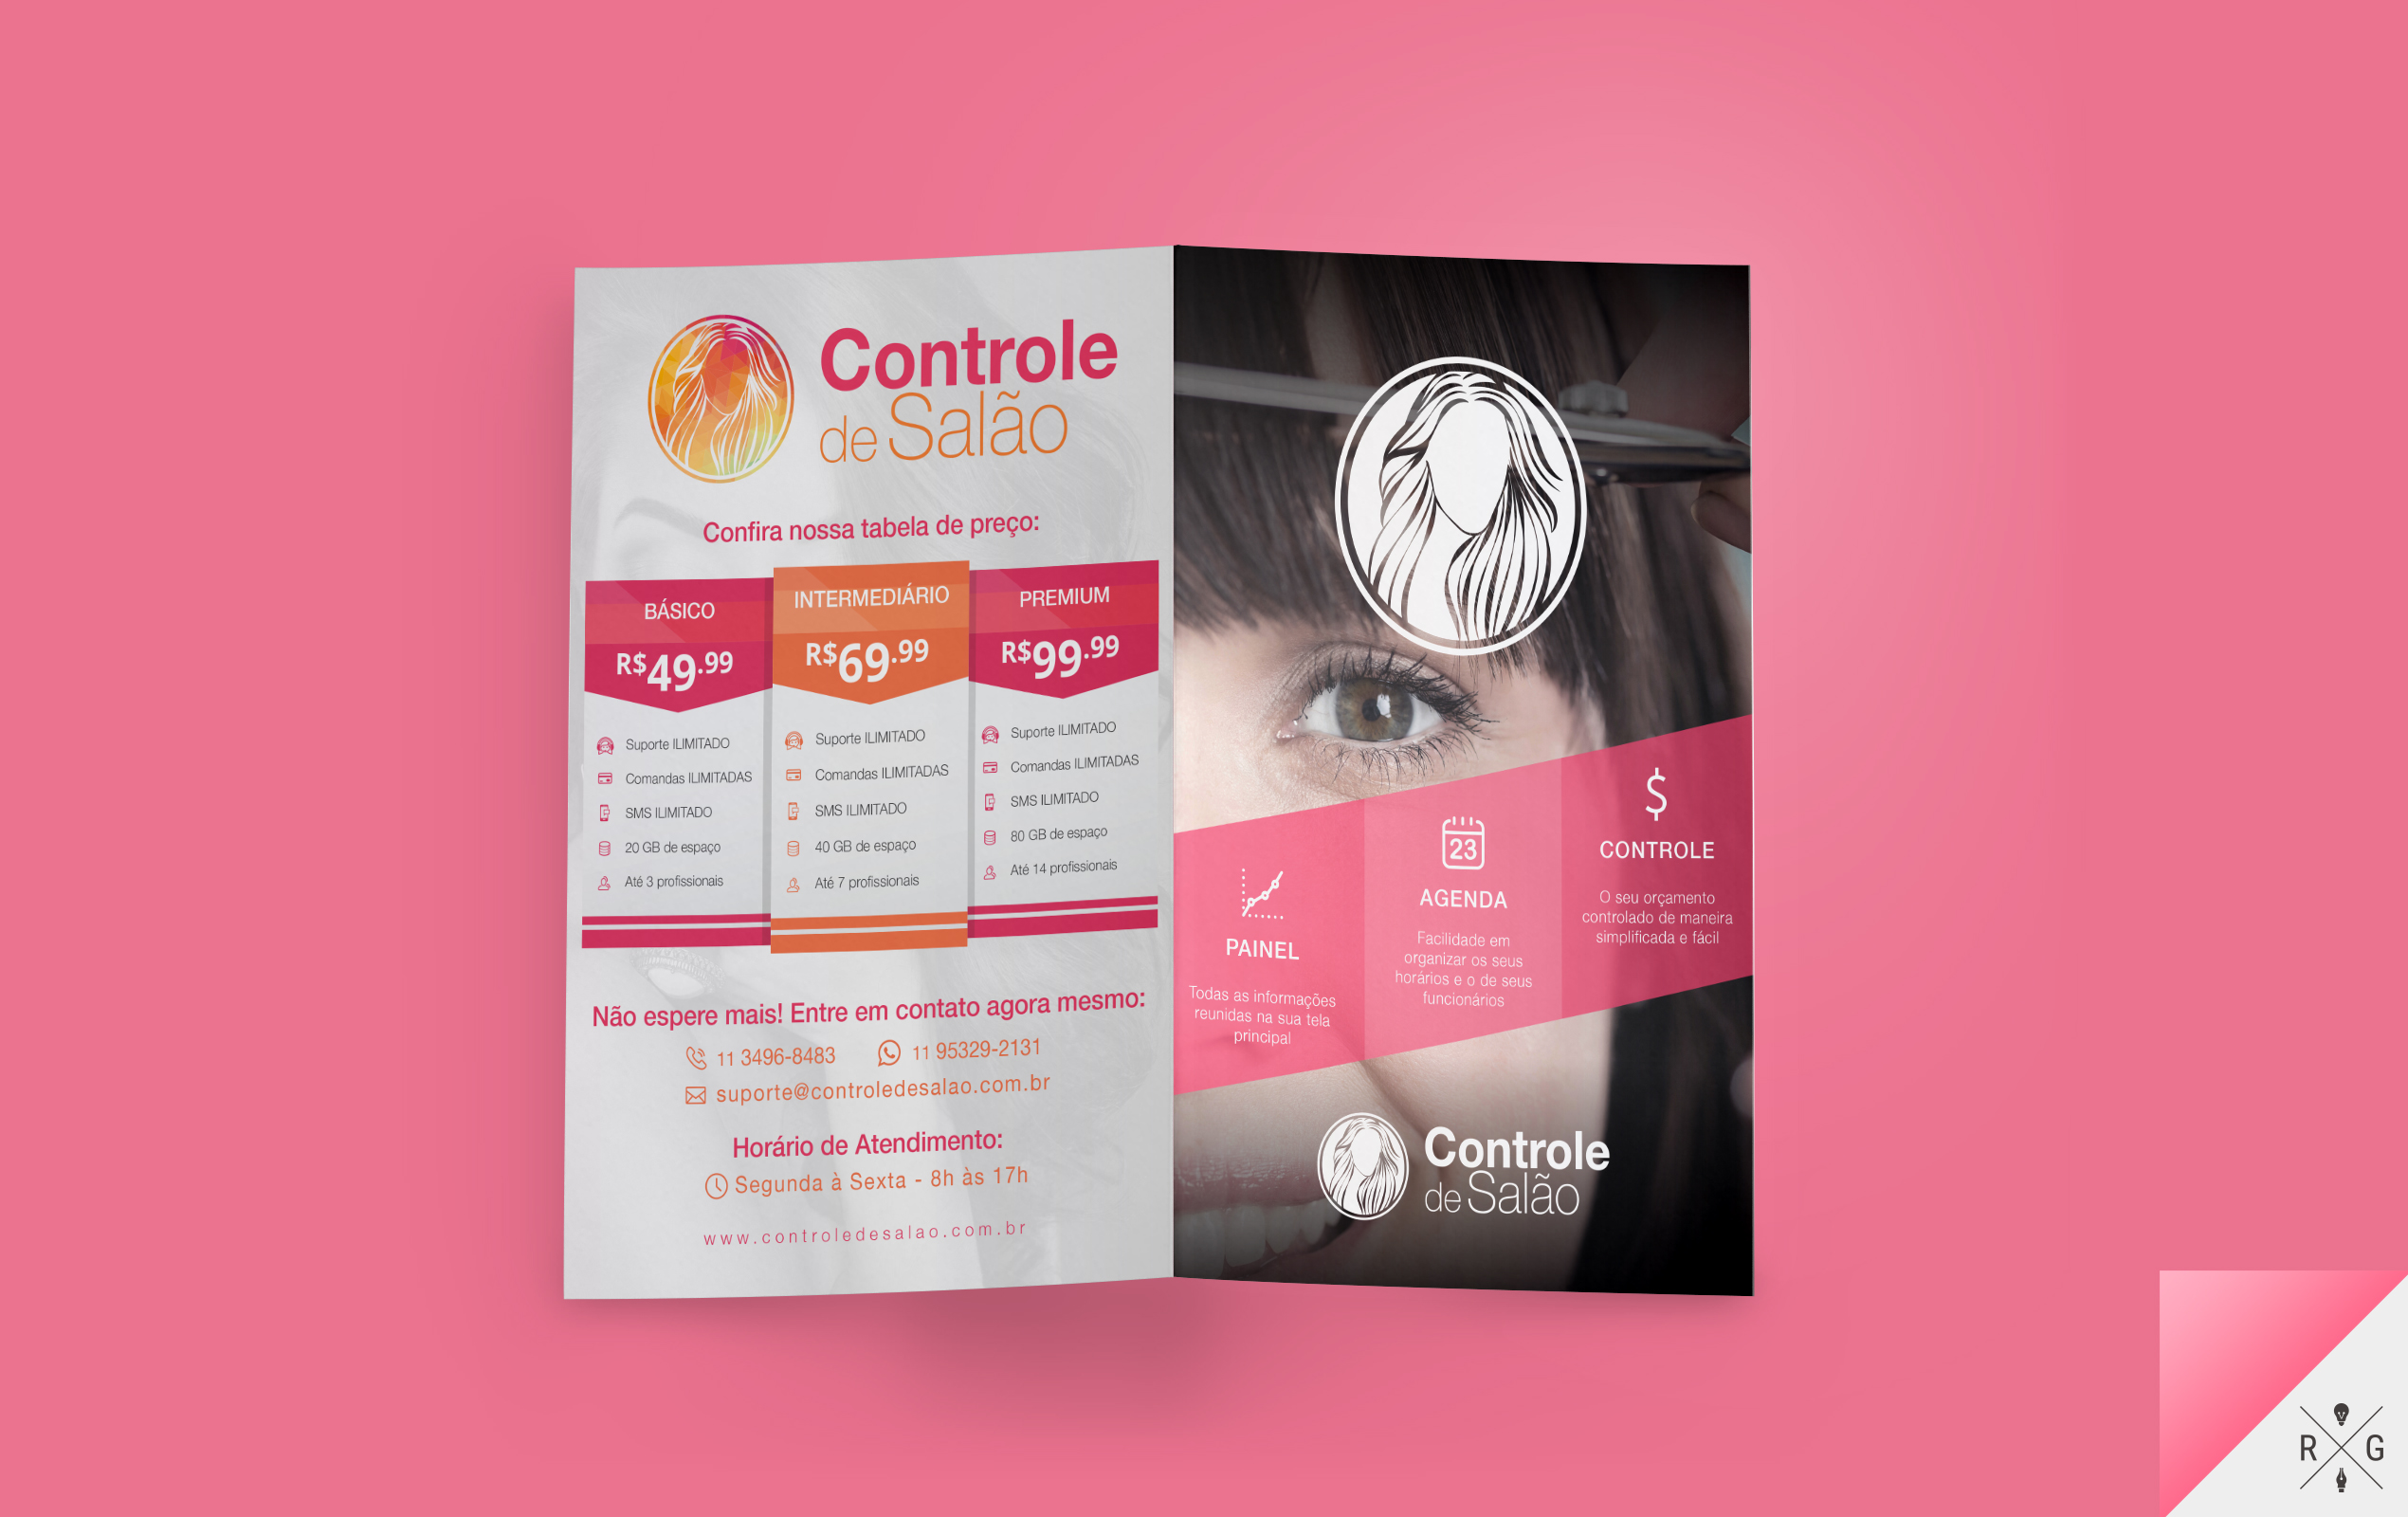 Controle
de Salão
Confira nossa tabela de preço:
BÁSICO
R$49.99
Suporte ILIMITADO
Comandas ILIMITADAS
SMS ILIMITADO
20 GB de espaço
Até 3 profissionais
INTERMEDIÁRIO
R$69.99
Suporte ILIMITADO
Comandas ILIMITADAS
SMS ILIMITADO
40 GB de espaço
Até 7 profissionais
PREMIUM
R$99.99
Suporte ILIMITADO
Comandas ILIMITADAS
SMS ILIMITADO
80 GB de espaço
Até 14 profissionais
Não espere mais! Entre em contato agora mesmo:
11 3496-8483 11 95329-2131
suporte@controledesalao.com.br
Horário de Atendimento:
Segunda à Sexta - 8h às 17h
www.controledesalao.com.br
PAINEL
Todas as informações
reunidas na sua tela
principal
23
AGENDA
Facilidade em
organizar os seus
horários e o de seus
funcionários
$
CONTROLE
O seu orçamento
controlado de maneira
simplificada e fácil
Controle
de Salão
R G